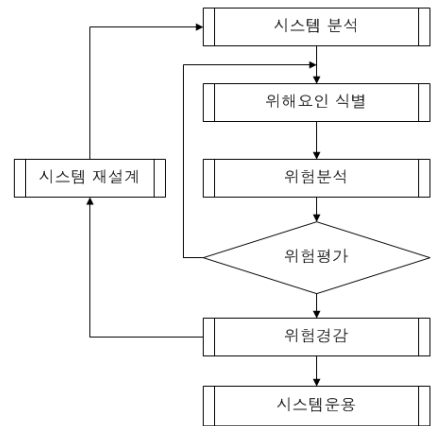 시스템 분석
위해요인 식별
시스템 재설계
위험분석
위험평가
위험경감
시스템운용